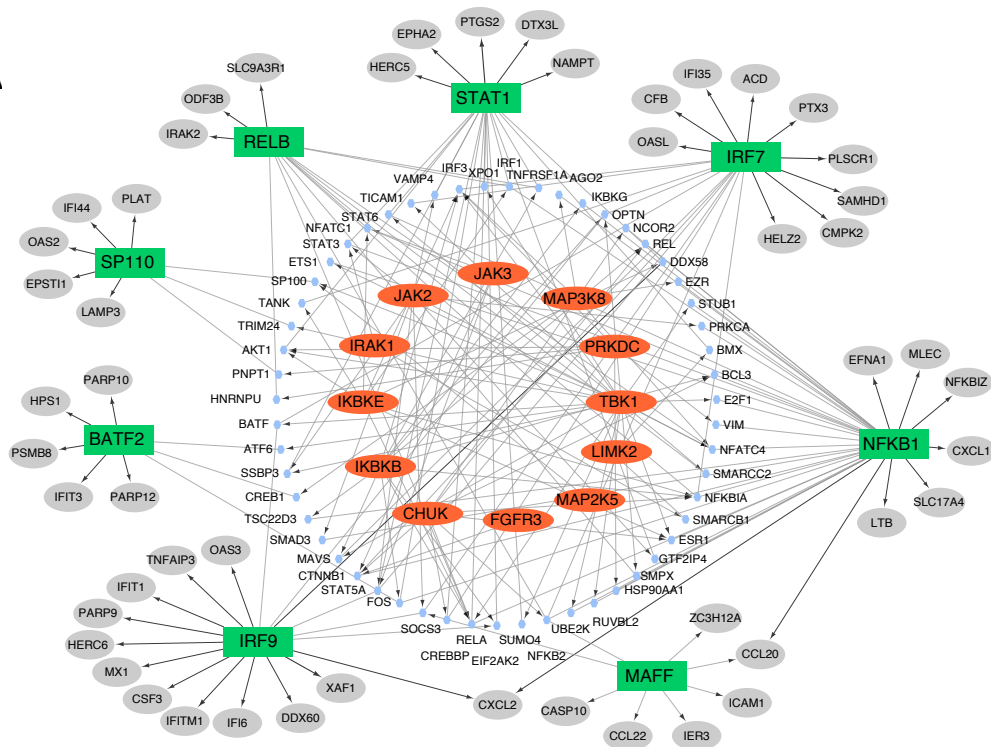 PTGS2
DTX3L
EPHA2
HERC5
NAMPT
STAT1
SLC9A3R1
ODF3B
IRAK2
RELB
IFI35
ACD
CFB
PTX3
OASL
IRF7
PLSCR1
SAMHD1
CMPK2
HELZ2
PLAT
IFI44
OAS2
SP110
EPSTI1
LAMP3
PARP10
HPS1
BATF2
PSMB8
IFIT3
PARP12
EFNA1
MLEC
NFKBIZ
NFKB1
CXCL1
SLC17A4
LTB
OAS3
TNFAIP3
IFIT1
PARP9
HERC6
IRF9
MX1
CSF3
IFITM1
IFI6
DDX60
XAF1
CXCL2
ZC3H12A
CCL20
MAFF
ICAM1
CASP10
CCL22
IER3
IRF3
XPO1
IRF1
TNFRSF1A
AGO2
VAMP4
IKBKG
TICAM1
OPTN
STAT6
NCOR2
NFATC1
REL
STAT3
DDX58
ETS1
EZR
SP100
STUB1
TANK
PRKCA
TRIM24
BMX
AKT1
BCL3
PNPT1
E2F1
HNRNPU
VIM
BATF
NFATC4
ATF6
SMARCC2
SSBP3
NFKBIA
CREB1
SMARCB1
TSC22D3
ESR1
SMAD3
GTF2IP4
MAVS
SMPX
CTNNB1
HSP90AA1
STAT5A
RUVBL2
FOS
UBE2K
SOCS3
NFKB2
CREBBP
RELA
EIF2AK2
SUMO4
JAK3
JAK2
MAP3K8
IRAK1
PRKDC
IKBKE
TBK1
IKBKB
LIMK2
CHUK
MAP2K5
FGFR3